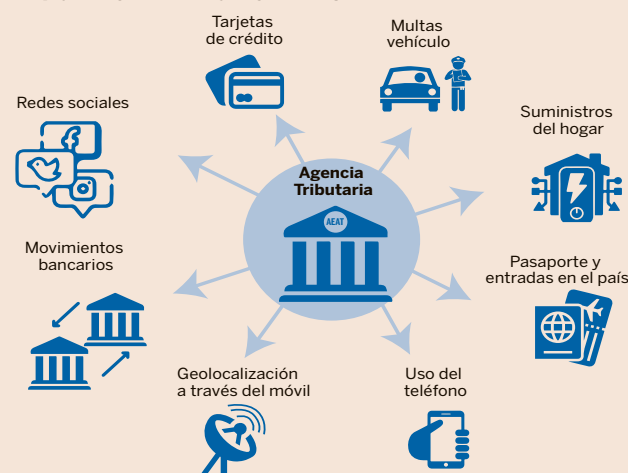 Tarjetas
de crédito
Multas
vehículo
Redes sociales
Suministros
del hogar
Agencia
Tributaria
AEAT
Movimientos
bancarios
Pasaporte y
entradas en el país
Geolocalización
a través del móvil
Uso del
teléfono